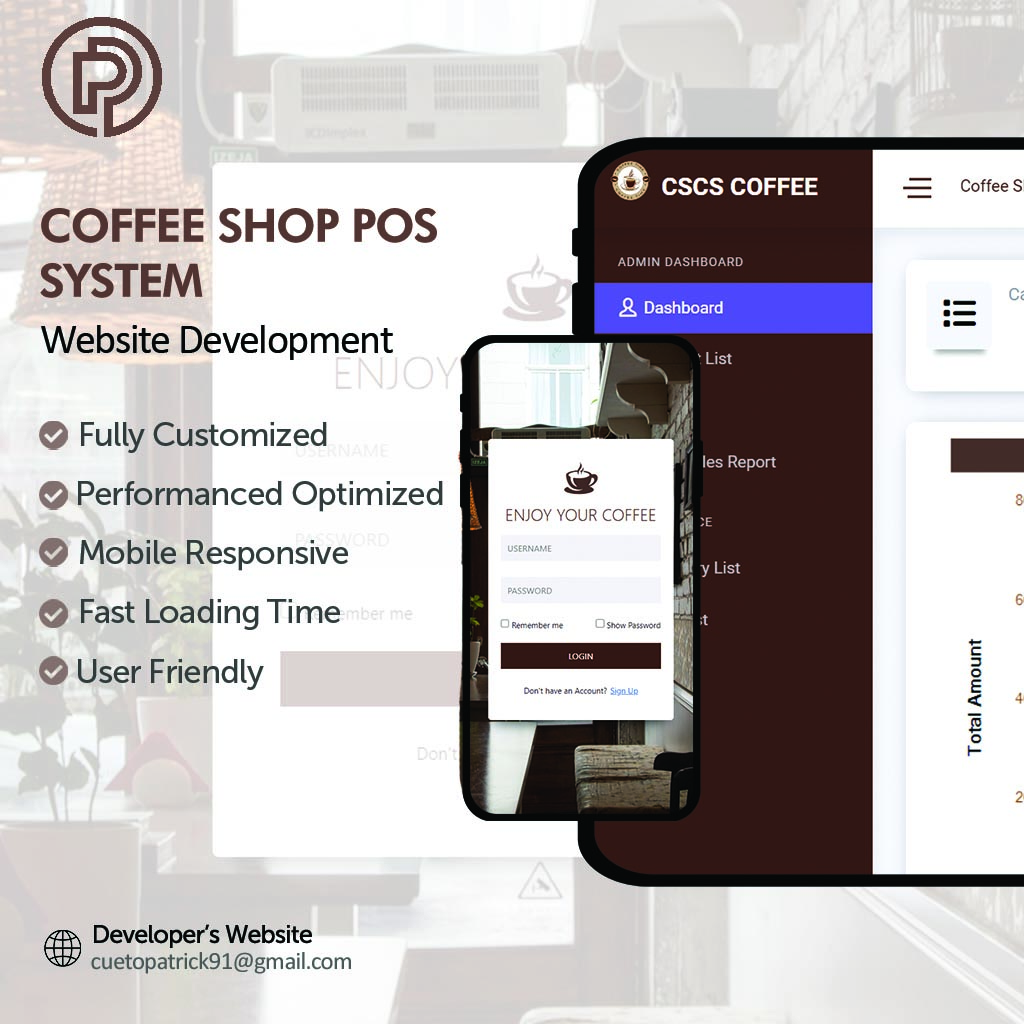 COFFEE SHOP POS
SYSTEM
Website Development
Fully Customized
Performanced Optimized
Mobile Responsive
Fast Loading Time
User Friendly
Developer's Website
cuetopatrick91@gmail.com
ENJOY
USERNAME
PASSWORD
Remember me
Don't
IZEJA
Dimplex
ENJOY YOUR COFFEE
USERNAME
PASSWORD
Remember me Show Password
LOGIN
Don't have an Account? Sign Up
CSCS COFFEE
ADMIN DASHBOARD
Dashboard
List
les Report
CE
y List
st
Coffee S
Ca
Total Amount
8
6
4
2